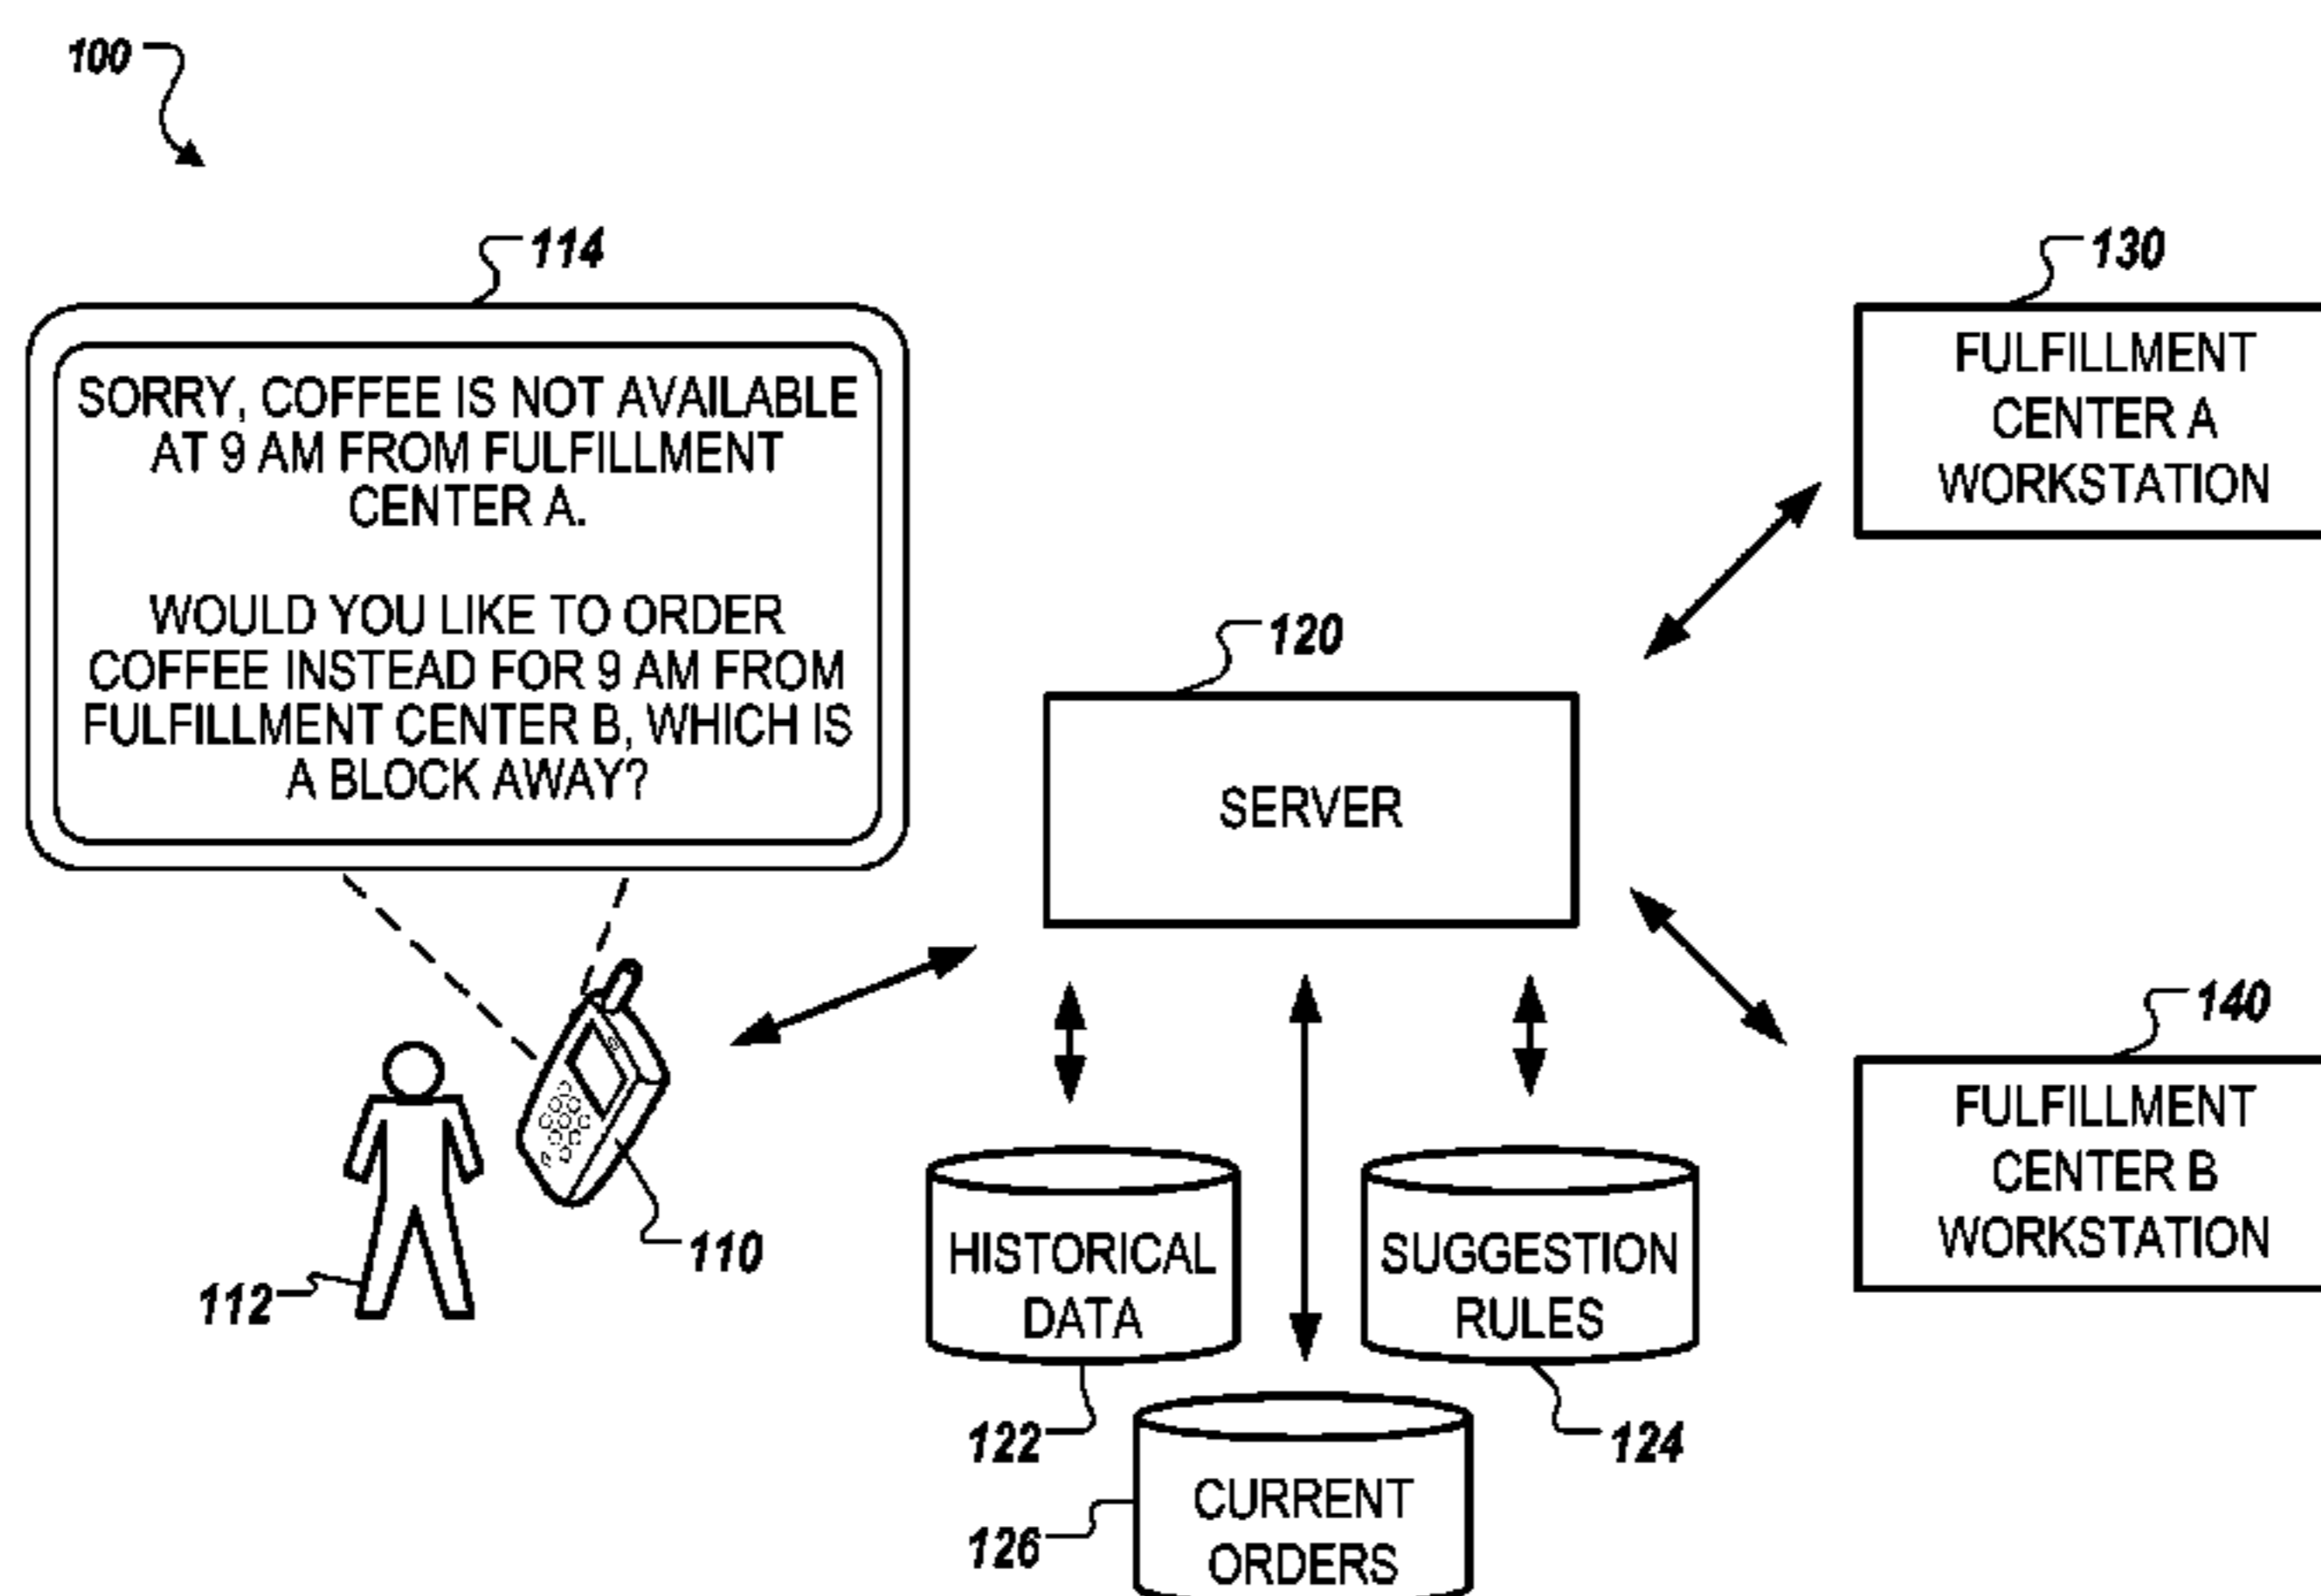 100
114
SORRY, COFFEE IS NOT AVAILABLE
AT 9 AM FROM FULFILLMENT
CENTER A.
WOULD YOU LIKE TO ORDER
COFFEE INSTEAD FOR 9 AM FROM
FULFILLMENT CENTER B, WHICH IS
A BLOCK AWAY?
130
FULFILLMENT
CENTER A
WORKSTATION
120
SERVER
140
FULFILLMENT
CENTER B
WORKSTATION
110
112
HISTORICAL
DATA
122
SUGGESTION
RULES
124
CURRENT
ORDERS
126